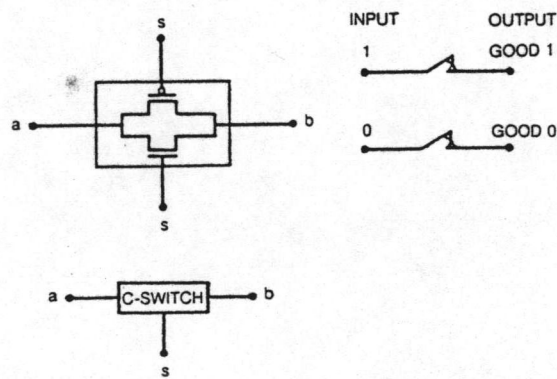 s
a
b
s
INPUT OUTPUT
1 GOOD 1
0 GOOD 0
a C-SWITCH b
s